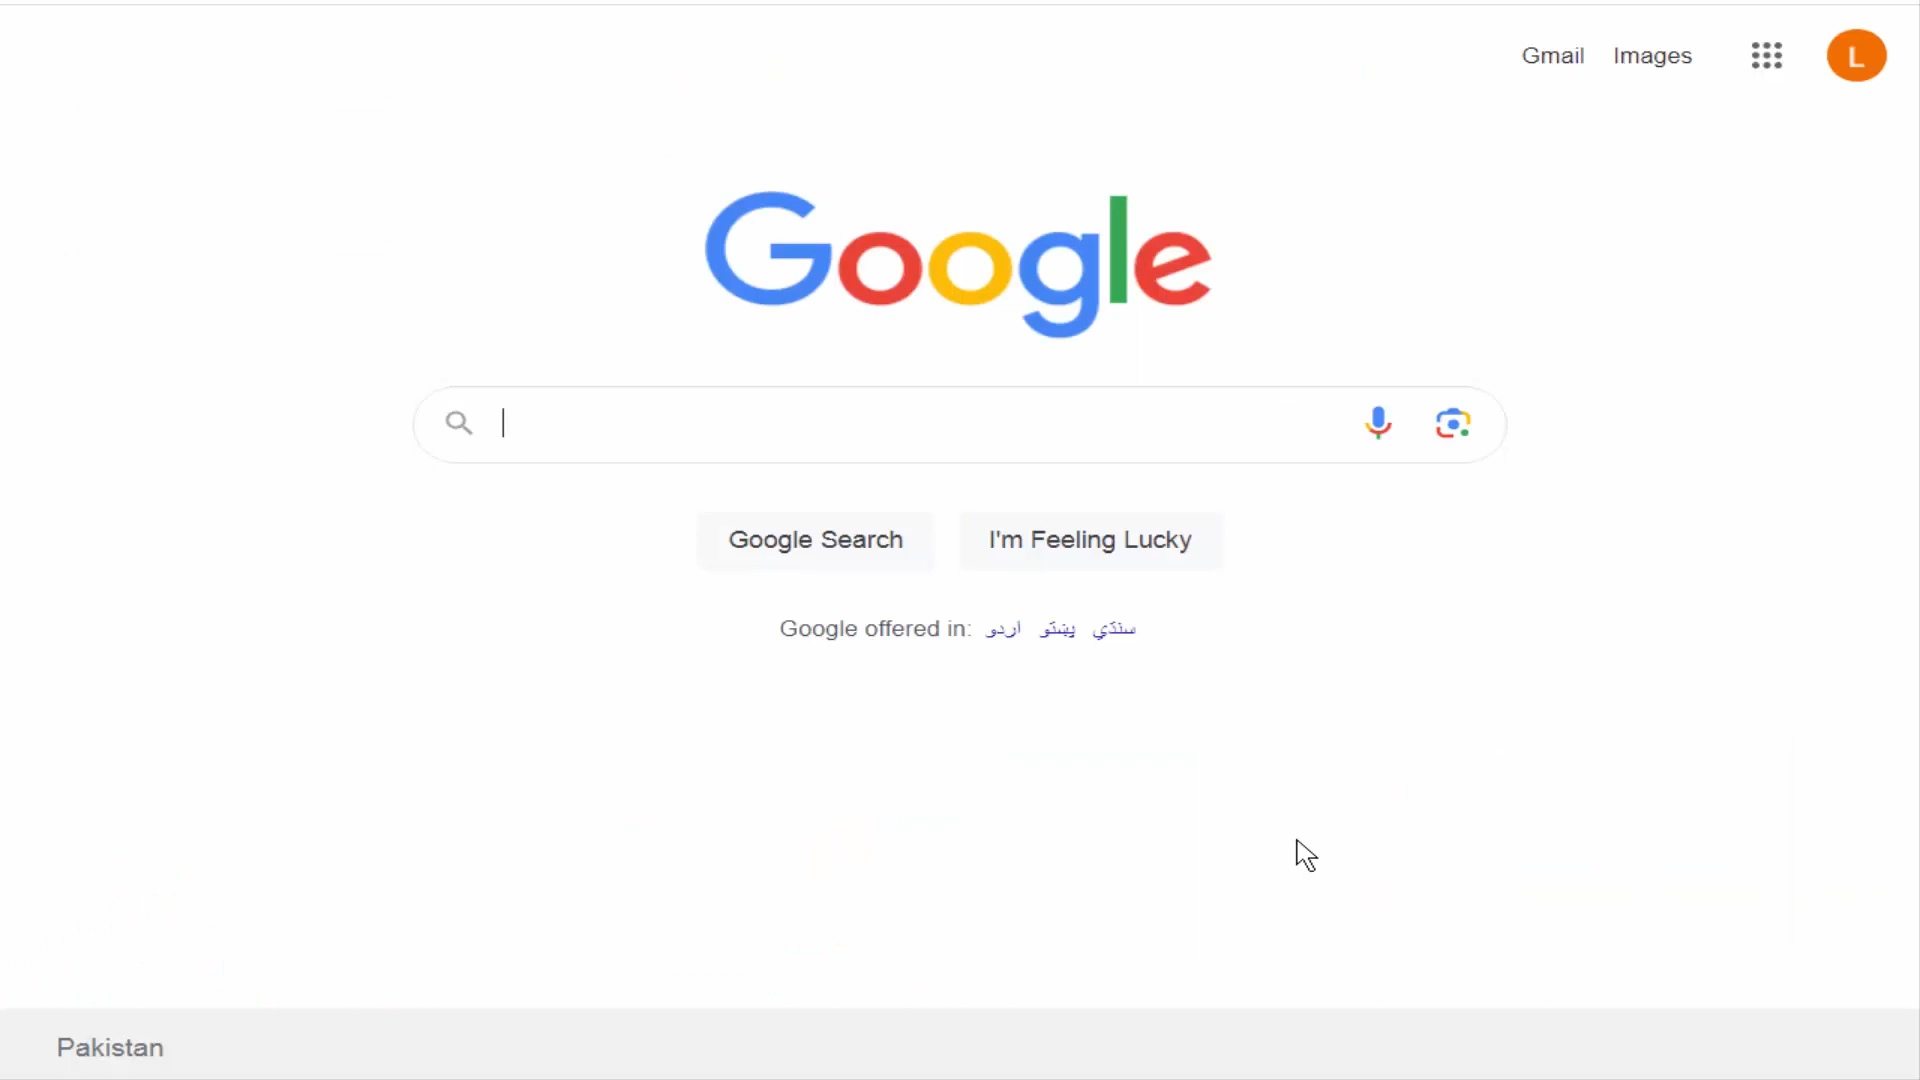 Gmail Images L
Google
Google Search I'm Feeling Lucky
Google offered in: اردو پښتو سنڌي
Pakistan